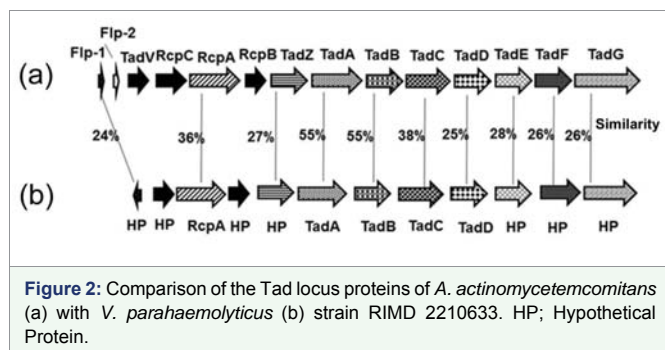 Flp-2
Flp-1 TadV RcpC RcpA RcpB TadZ TadA TadB TadC TadD TadE TadF TadG
(a)
24% 36% 27% 55% 55% 38% 25% 28% 26% 26% Similarity
(b)
HP HP RcpA HP HP TadA TadB TadC TadD HP HP HP
Figure 2: Comparison of the Tad locus proteins of A. actinomycetemcomitans
(a) with V. parahaemolyticus (b) strain RIMD 2210633. HP; Hypothetical
Protein.